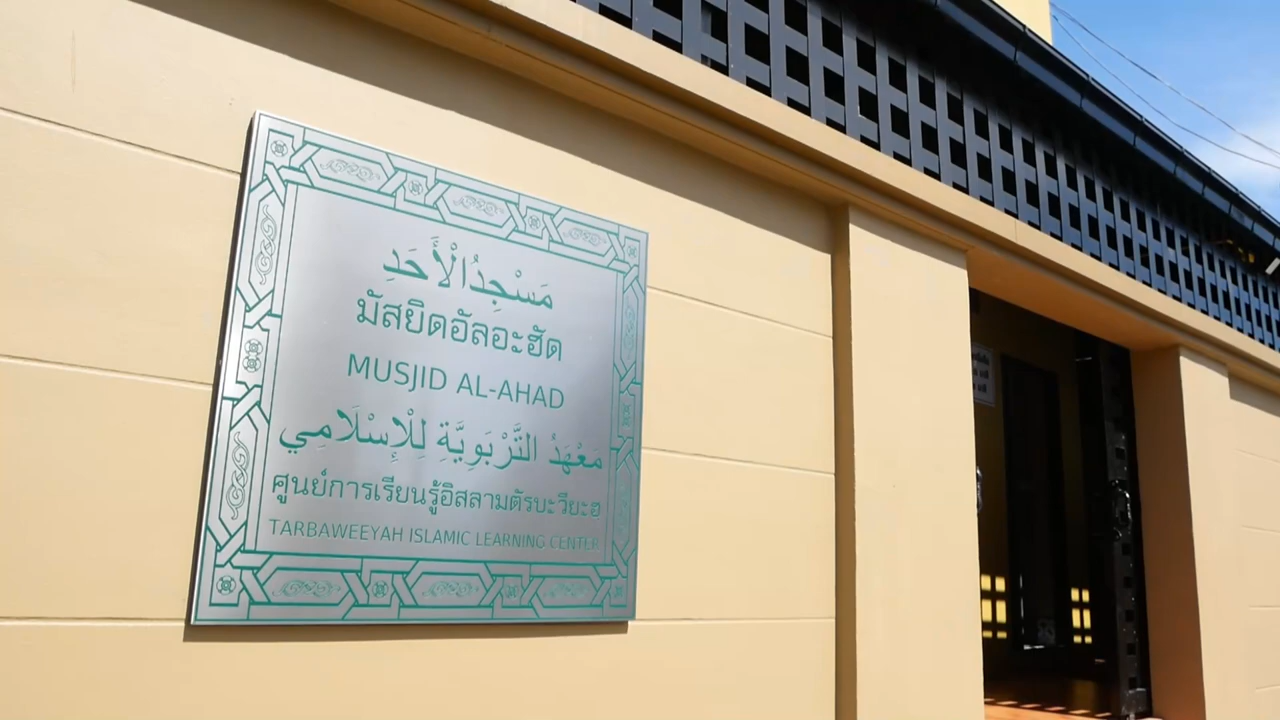 مَسْجِدُ الْأَحَدِ
มัสยิดอัลอะฮัด
MUSJID AL-AHAD
مَعْهَدُ التَّرْبَوِيَّةِ لِلْإِسْلَامِي
ศูนย์การเรียนรู้อิสลามตัรบะวียะฮ
TARBAWEEYAH ISLAMIC LEARNING CENTER